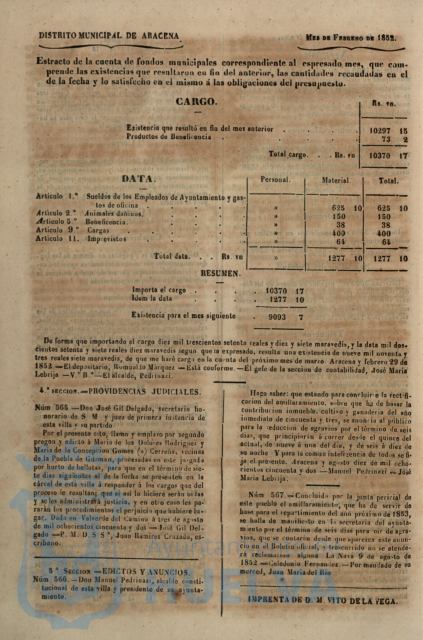 DISTRITO MUNICIPAL DE ARACENA
MES DE FEBRERO DE 1852.
Estracto de la cuenta de fondos municipales correspondiente al espresado mes, que com-
prende las existencias que resultaron en fin del anterior, las cantidades recaudadas en el
de la fecha y lo satisfecho en el mismo á las obligaciones del presupuesto.
CARGO.
Rs. vn.
Existencia que resultó en fin del mes anterior . . . 10297 15
Productos de Beneficencia . . . 73 2
Total cargo. . . Rs. vn 10370 17
DATA.
Personal. Material. Total.
Artículo 1.° Sueldos de los Empleados de Ayuntamiento y gas-
tos de oficina » 625 10 625 10
Artículo 2.° Animales dañinos. » 150 150
Artículo 5.° Beneficencia. » 38 38
Artículo 9.° Cargas » 400 400
Artículo 11. Imprevistos » 64 64
Total data. . . Rs. vn » 1277 10 1277 10
RESUMEN.
Importa el cargo . . . 10370 17
Idem la data . . . 1277 10
Existencia para el mes siguiente . . 9093 7
De forma que importando el cargo diez mil trescientos setenta reales y diez y siete maravedís, y la data mil dos-
cientos setenta y siete reales diez maravedís segun que va espresado, resulta una existencia de nueve mil noventa y
tres reales siete maravedís, de que me haré cargo en la cuenta del próximo mes de marzo. Aracena y febrero 29 de
1852 —El depositario, Romualdo Marquez —Está conforme.—El gefe de la seccion de contabilidad, José María
Lebrija —V.° B.°—El alcalde, Pedrinazi.
4.ª SECCION.—PROVIDENCIAS JUDICIALES.
Núm 566 —Don José Gil Delgado, secretario ho-
norario de S M y juez de primera instancia de
esta villa y su partido
Por el presente cito, llamo y emplazo por segundo
pregon y edicto á María de los Dolores Rodriguez y
María de la Concepcion Gomez (a) Cerreña, vecinas
de la Puebla de Guzman, procesadas en este juzgado
por hurto de bellotas, para que en el término de nue-
ve dias siguientes al de la fecha se presenten en la
cárcel de esta villa á responder á los cargos que del
proceso le resultan; que si así lo hiciere serán oidas
y se les administrará justicia, y en otro caso les pa-
rarán los procedimientos el perjuicio que hubiere lu-
gar. Dada en Valverde del Camino á tres de agosto
de mil ochocientos cincuenta y dos —José Gil Del-
gado —P. M. D. S S.ª, Juan Ramirez Cruzado, es-
cribano.
5.ª SECCION —EDICTOS Y ANUNCIOS.
Núm. 560.—Don Manuel Pedrinazi, alcalde consti-
tucional de esta villa y presidente de su ayunta-
miento.
Hago saber: que estando para concluir la rectifi-
cacion del amillaramiento, sobre que ha de basar la
contribucion inmueble, cultivo y ganadería del año
inmediato de cincuenta y tres, se anuncia al público
para la reduccion de agravios por el término de seis
dias, que principiaria á correr desde el quince del
actual, de nueve á una del dia, y de seis á diez de
su noche Y para la comun inteligencia de todos se fi-
ja el presente. Aracena y agosto diez de mil ocho-
cientos cincuenta y dos —Manuel Pedrinazi —José
María Lebrija.
Núm 567.—Concluido por la junta pericial de
este pueblo el amillaramiento, que ha de servir de
base para el repartimiento del año próximo de 1853,
se halla de manifiesto en la secretaría del ayunta-
miento por el término de seis dias para oir de agra-
vios, que se contarán desde que aparezca este anun-
cio en el Boletin oficial, y trascurrido no se atende-
rá reclamacion alguna La Nava 9 de agosto de
1852 —Celedonio Fernandez.—Por mandado de su
merced, Juan María del Rio
IMPRENTA DE D. M. VITO DE LA VEGA.